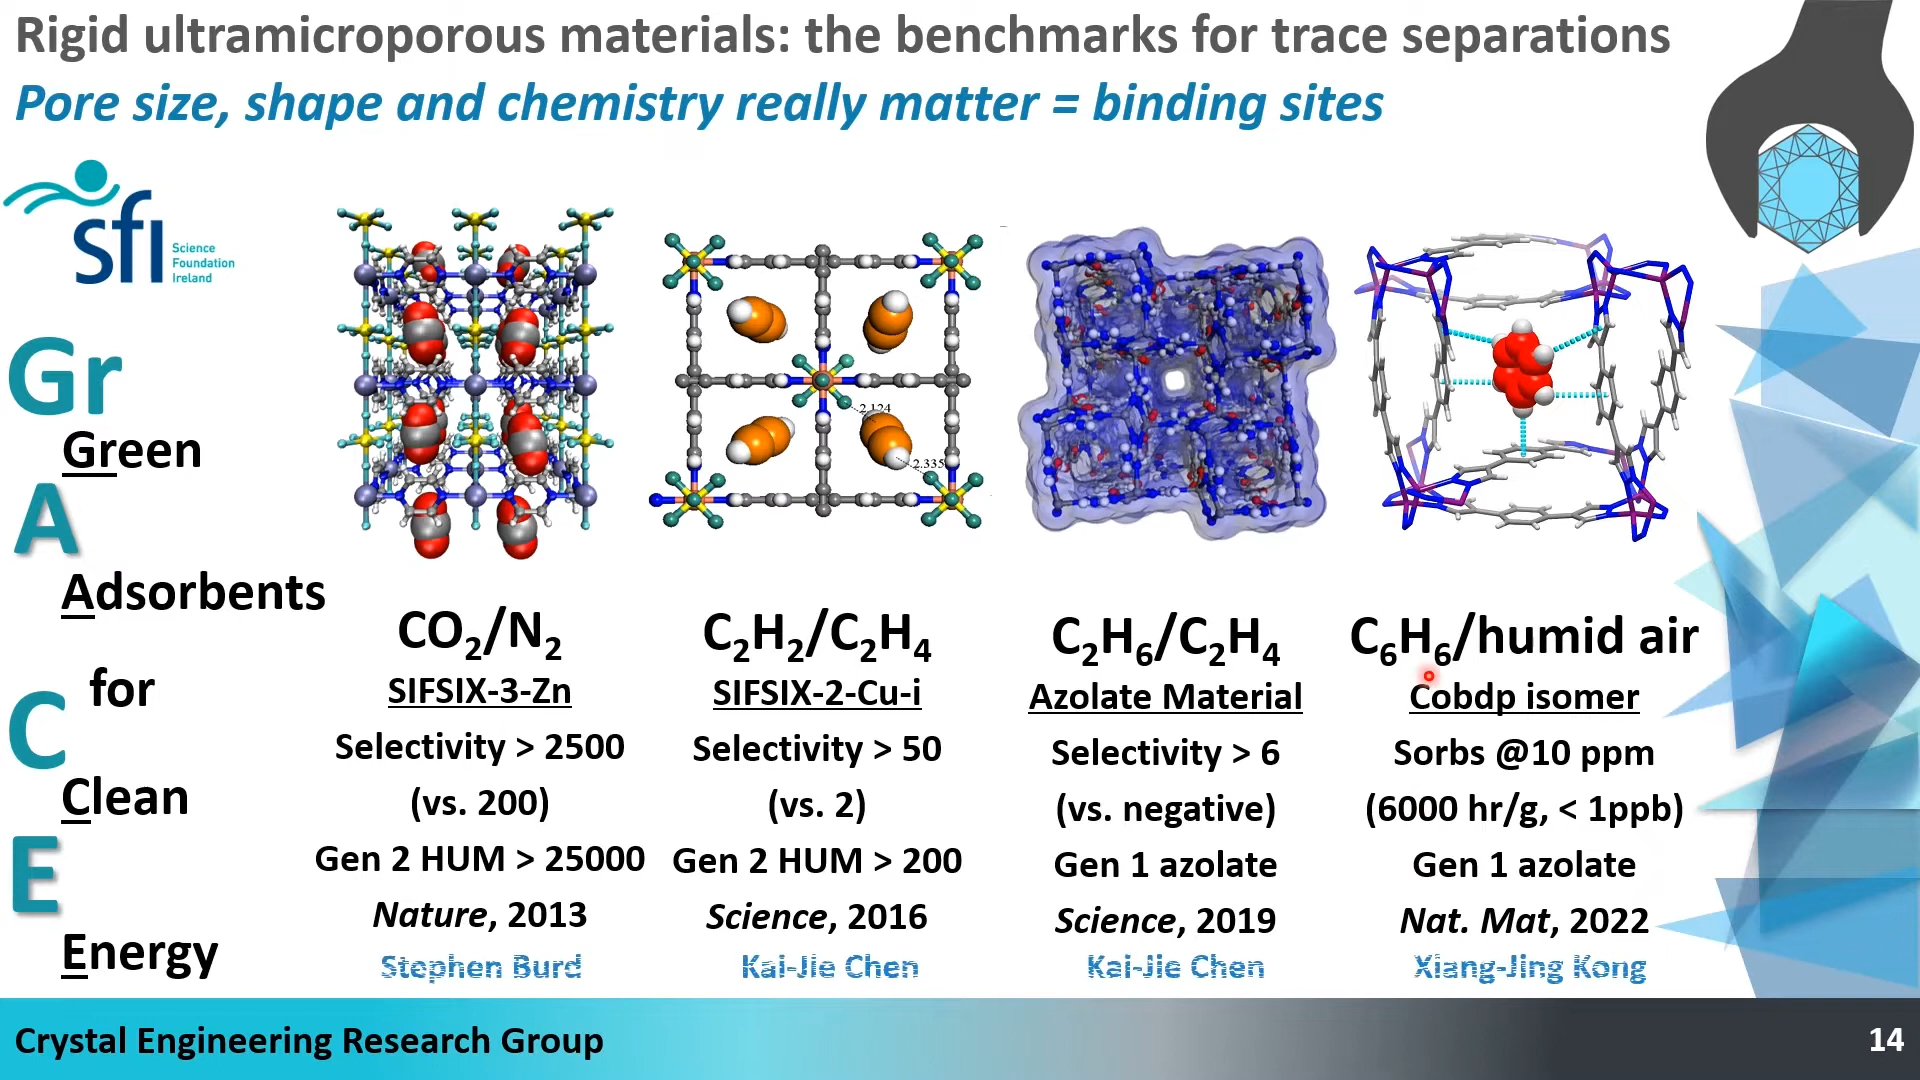 Rigid ultramicroporous materials: the benchmarks for trace separations
Pore size, shape and chemistry really matter = binding sites
sfi Science
Foundation
Ireland
Gr
Green
A
Adsorbents
for
C
Clean
E
Energy
2.124
2.335
CO₂/N₂
SIFSIX-3-Zn
Selectivity > 2500
(vs. 200)
Gen 2 HUM > 25000
Nature, 2013
Stephen Burd
C₂H₂/C₂H₄
SIFSIX-2-Cu-i
Selectivity > 50
(vs. 2)
Gen 2 HUM > 200
Science, 2016
Kai-Jie Chen
C₂H₆/C₂H₄
Azolate Material
Selectivity > 6
(vs. negative)
Gen 1 azolate
Science, 2019
Kai-Jie Chen
C₆H₆/humid air
Cobdp isomer
Sorbs @10 ppm
(6000 hr/g, < 1ppb)
Gen 1 azolate
Nat. Mat, 2022
Xiang-Jing Kong
Crystal Engineering Research Group
14